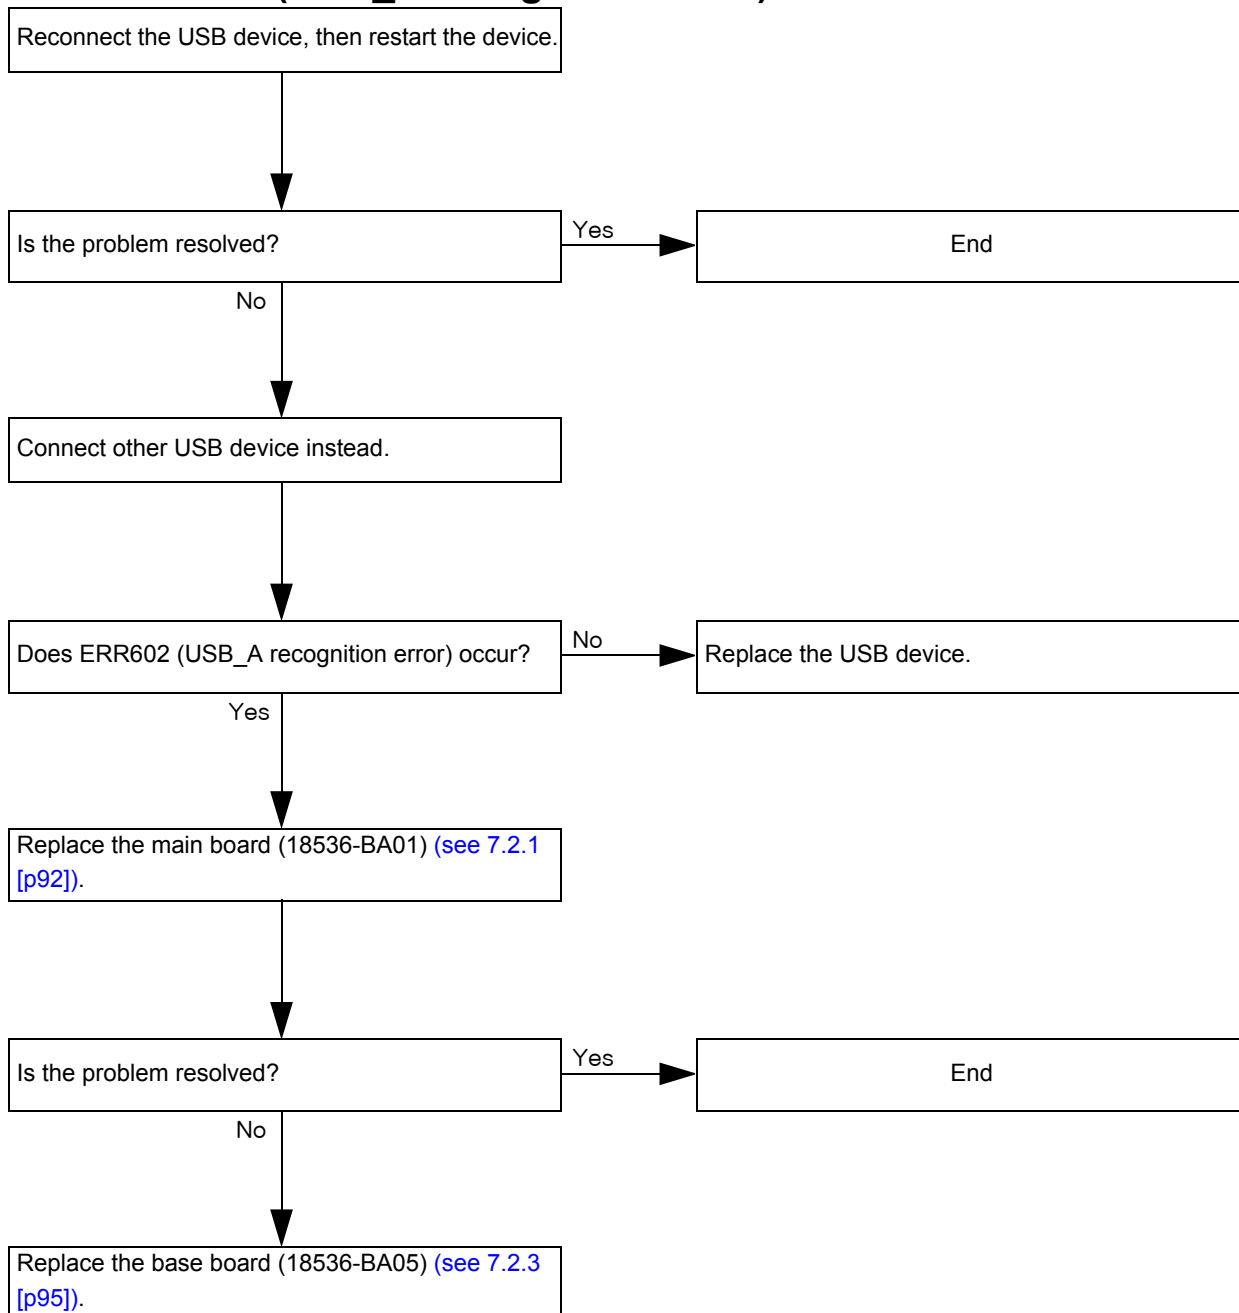 Reconnect the USB device, then restart the device.
Is the problem resolved?
Yes
End
No
Connect other USB device instead.
Does ERR602 (USB_A recognition error) occur?
No
Replace the USB device.
Yes
Replace the main board (18536-BA01) (see 7.2.1
[p92]).
Is the problem resolved?
Yes
End
No
Replace the base board (18536-BA05) (see 7.2.3
[p95]).